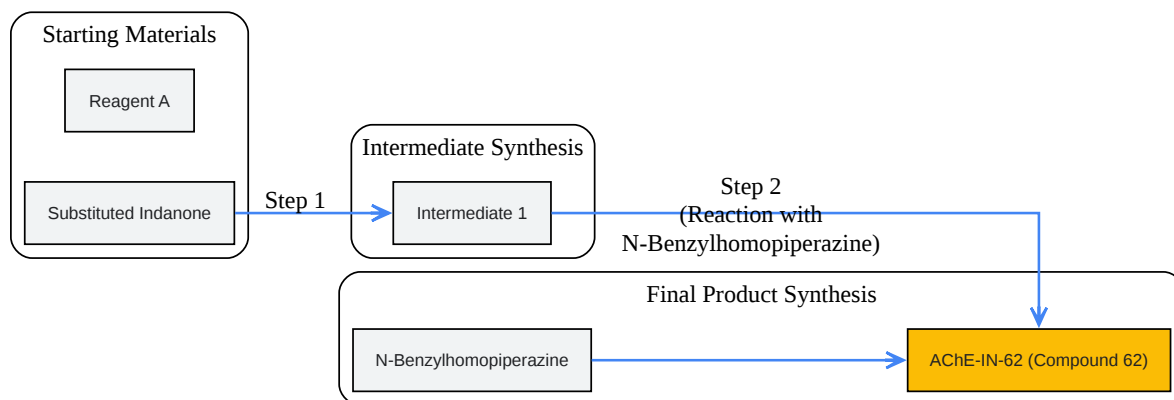 Starting Materials
Reagent A
Substituted Indanone
Step 1
Intermediate Synthesis
Intermediate 1
Step 2
(Reaction with
N-Benzylhomopiperazine)
Final Product Synthesis
N-Benzylhomopiperazine
AChE-IN-62 (Compound 62)